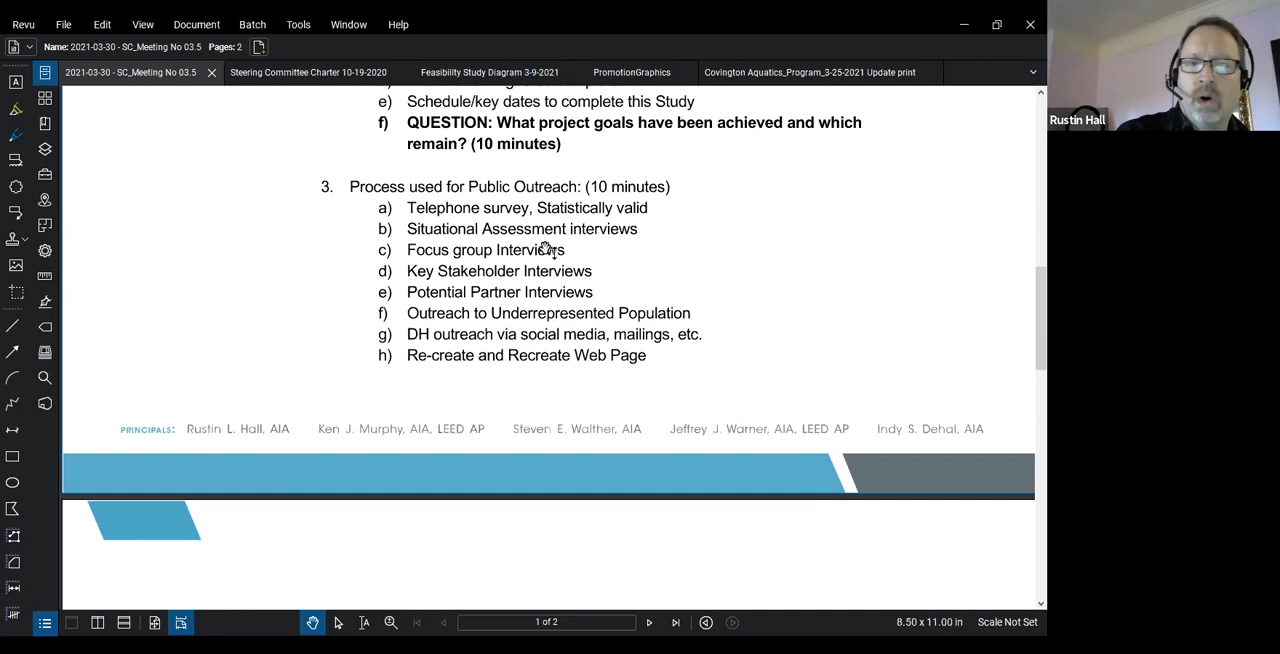 Revu File Edit View Document Batch Tools Window Help
Name: 2021-03-30 - SC_Meeting No 03.5 Pages: 2
2021-03-30 - SC_Meeting No 03.5 Steering Committee Charter 10-19-2020 Feasibility Study Diagram 3-9-2021 PromotionGraphics Covington Aquatics_Program_3-25-2021 Update print
e) Schedule/key dates to complete this Study
f) QUESTION: What project goals have been achieved and which
remain? (10 minutes)
3. Process used for Public Outreach: (10 minutes)
a) Telephone survey, Statistically valid
b) Situational Assessment interviews
c) Focus group Interviews
d) Key Stakeholder Interviews
e) Potential Partner Interviews
f) Outreach to Underrepresented Population
g) DH outreach via social media, mailings, etc.
h) Re-create and Recreate Web Page
PRINCIPALS: Rustin L. Hall, AIA Ken J. Murphy, AIA, LEED AP Steven E. Walther, AIA Jeffrey J. Warner, AIA, LEED AP Indy S. Dehal, AIA
1 of 2 8.50 x 11.00 in Scale Not Set
Rustin Hall